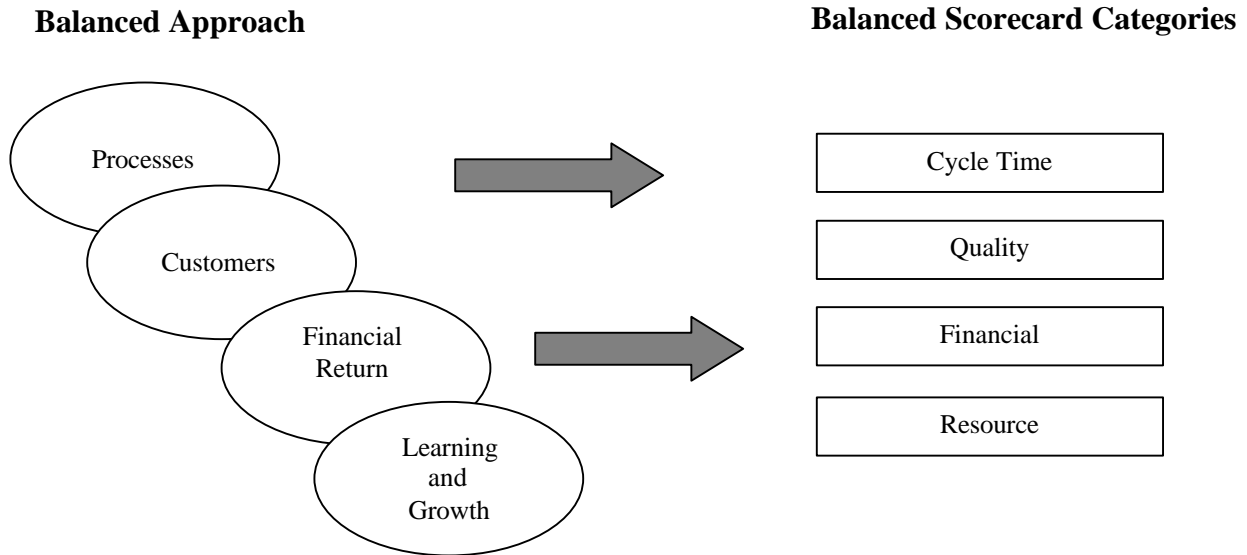 Balanced Approach
Balanced Scorecard Categories
Processes
Customers
Financial
Return
Learning
and
Growth
Cycle Time
Quality
Financial
Resource